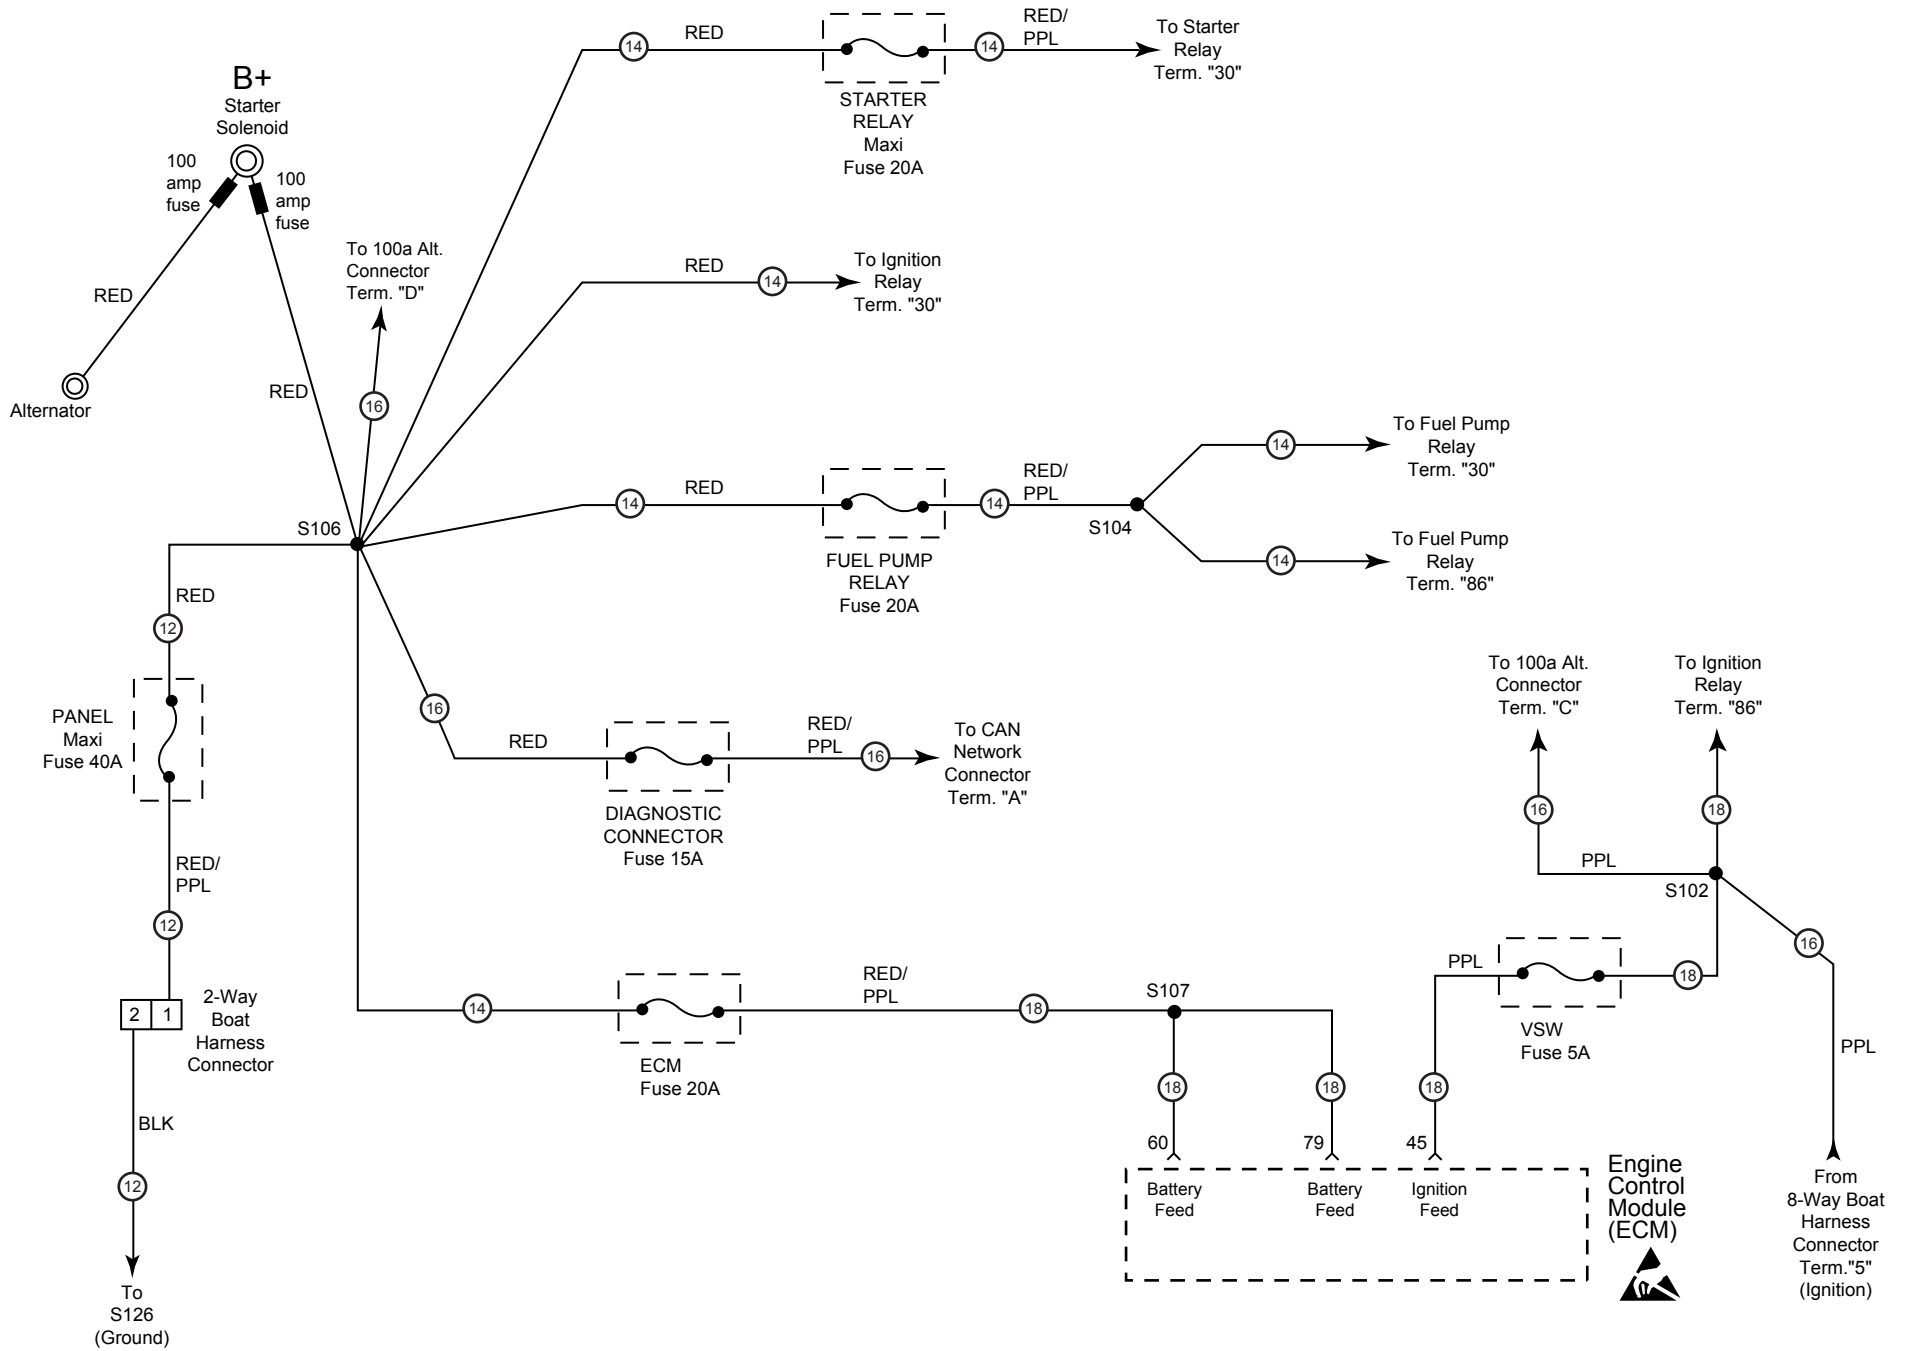 B+
Starter
Solenoid
100
amp
fuse
100
amp
fuse
RED
Alternator
RED
To 100a Alt.
Connector
Term. "D"
16
14
RED
STARTER
RELAY
Maxi
Fuse 20A
14
RED/
PPL
To Starter
Relay
Term. "30"
RED
14
To Ignition
Relay
Term. "30"
S106
14
RED
FUEL PUMP
RELAY
Fuse 20A
14
RED/
PPL
S104
14
To Fuel Pump
Relay
Term. "30"
14
To Fuel Pump
Relay
Term. "86"
RED
12
PANEL
Maxi
Fuse 40A
RED/
PPL
12
2 1
2-Way
Boat
Harness
Connector
BLK
12
To
S126
(Ground)
16
RED
DIAGNOSTIC
CONNECTOR
Fuse 15A
RED/
PPL
16
To CAN
Network
Connector
Term. "A"
14
ECM
Fuse 20A
RED/
PPL
18
S107
18
18
18
60
79
45
Battery
Feed
Battery
Feed
Ignition
Feed
Engine
Control
Module
(ECM)
To 100a Alt.
Connector
Term. "C"
To Ignition
Relay
Term. "86"
16
18
PPL
S102
16
PPL
18
VSW
Fuse 5A
PPL
From
8-Way Boat
Harness
Connector
Term."5"
(Ignition)